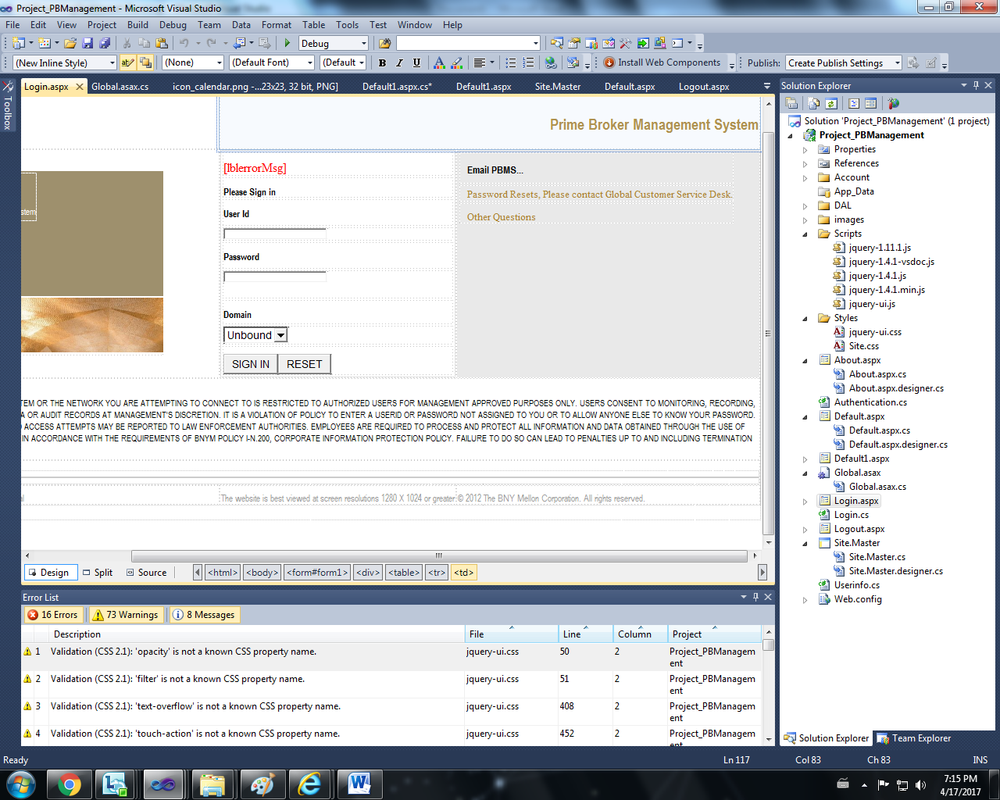 Project_PBManagement - Microsoft Visual Studio
File Edit View Project Build Debug Team Data Format Table Tools Test Window Help
Debug
(New Inline Style) (None) (Default Font) (Default B I U A Install Web Components Publish: Create Publish Settings
Toolbox
Login.aspx Global.asax.cs icon_calendar.png -...23x23, 32 bit, PNG] Default1.aspx.cs* Default1.aspx Site.Master Default.aspx Logout.aspx
Prime Broker Management System
[lblerrorMsg]
Email PBMS...
Please Sign in
Password Resets, Please contact Global Customer Service Desk.
User Id
Other Questions
stem
Password
Domain
Unbound
SIGN IN RESET
TEM OR THE NETWORK YOU ARE ATTEMPTING TO CONNECT TO IS RESTRICTED TO AUTHORIZED USERS FOR MANAGEMENT APPROVED PURPOSES ONLY. USERS CONSENT TO MONITORING, RECORDING,
A OR AUDIT RECORDS AT MANAGEMENT'S DISCRETION. IT IS A VIOLATION OF POLICY TO ENTER A USERID OR PASSWORD NOT ASSIGNED TO YOU OR TO ALLOW ANYONE ELSE TO KNOW YOUR PASSWORD.
D ACCESS ATTEMPTS MAY BE REPORTED TO LAW ENFORCEMENT AUTHORITIES. EMPLOYEES ARE REQUIRED TO PROCESS AND PROTECT ALL INFORMATION AND DATA OBTAINED THROUGH THE USE OF
IN ACCORDANCE WITH THE REQUIREMENTS OF BNYM POLICY I-N.200, CORPORATE INFORMATION PROTECTION POLICY. FAILURE TO DO SO CAN LEAD TO PENALTIES UP TO AND INCLUDING TERMINATION
al The website is best viewed at screen resolutions 1280 X 1024 or greater © 2012 The BNY Mellon Corporation. All rights reserved.
Design Split Source <html> <body> <form#form1> <div> <table> <tr> <td>
Error List
16 Errors 73 Warnings 8 Messages
Description File Line Column Project
1 Validation (CSS 2.1): 'opacity' is not a known CSS property name. jquery-ui.css 50 2 Project_PBManagem
ent
2 Validation (CSS 2.1): 'filter' is not a known CSS property name. jquery-ui.css 51 2 Project_PBManagem
ent
3 Validation (CSS 2.1): 'text-overflow' is not a known CSS property name. jquery-ui.css 408 2 Project_PBManagem
ent
4 Validation (CSS 2.1): 'touch-action' is not a known CSS property name. jquery-ui.css 452 2 Project_PBManagem
ent
Solution Explorer
Solution 'Project_PBManagement' (1 project)
Project_PBManagement
Properties
References
Account
App_Data
DAL
images
Scripts
jquery-1.11.1.js
jquery-1.4.1-vsdoc.js
jquery-1.4.1.js
jquery-1.4.1.min.js
jquery-ui.js
Styles
jquery-ui.css
Site.css
About.aspx
About.aspx.cs
About.aspx.designer.cs
Authentication.cs
Default.aspx
Default.aspx.cs
Default.aspx.designer.cs
Default1.aspx
Global.asax
Global.asax.cs
Login.aspx
Login.cs
Logout.aspx
Site.Master
Site.Master.cs
Site.Master.designer.cs
Userinfo.cs
Web.config
Solution Explorer Team Explorer
Ready Ln 117 Col 83 Ch 83 INS
7:15 PM
4/17/2017